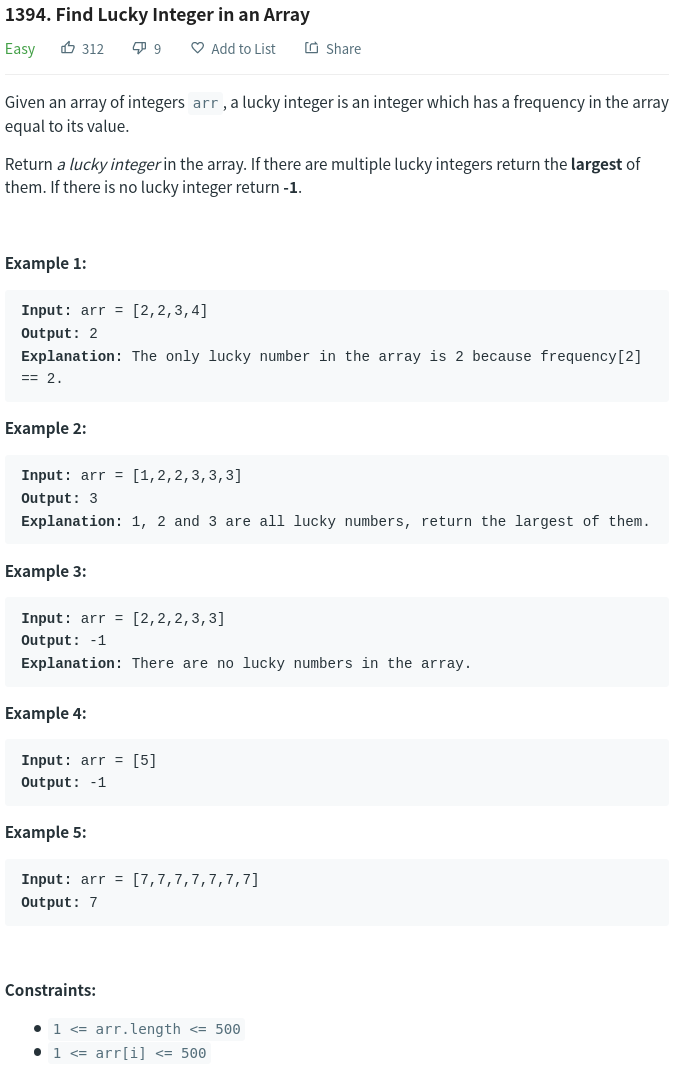 1394. Find Lucky Integer in an Array
Easy 312 9 Add to List Share
Given an array of integers arr, a lucky integer is an integer which has a frequency in the array
equal to its value.
Return a lucky integer in the array. If there are multiple lucky integers return the largest of
them. If there is no lucky integer return -1.
Example 1:
Input: arr = [2,2,3,4]
Output: 2
Explanation: The only lucky number in the array is 2 because frequency[2]
== 2.
Example 2:
Input: arr = [1,2,2,3,3,3]
Output: 3
Explanation: 1, 2 and 3 are all lucky numbers, return the largest of them.
Example 3:
Input: arr = [2,2,2,3,3]
Output: -1
Explanation: There are no lucky numbers in the array.
Example 4:
Input: arr = [5]
Output: -1
Example 5:
Input: arr = [7,7,7,7,7,7,7]
Output: 7
Constraints:
1 <= arr.length <= 500
1 <= arr[i] <= 500